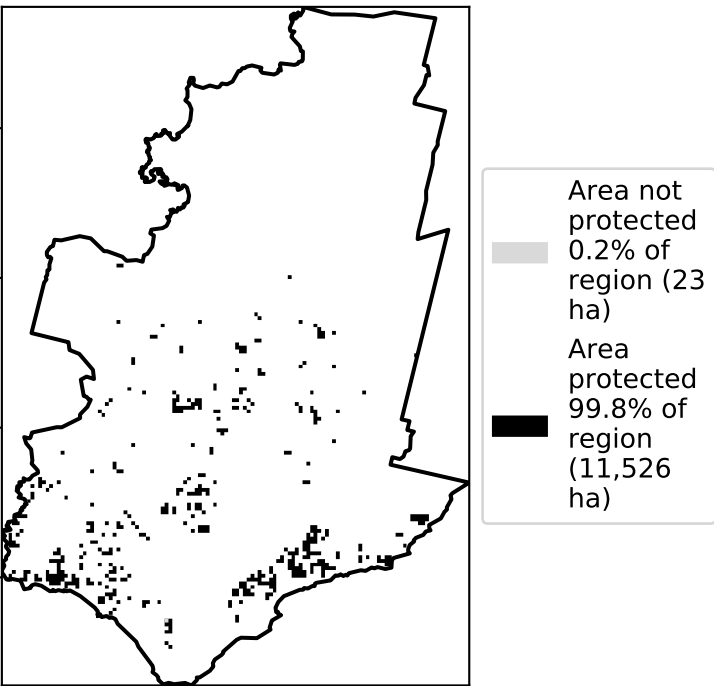 Area not
protected
0.2% of
region (23
ha)
Area
protected
99.8% of
region
(11,526
ha)